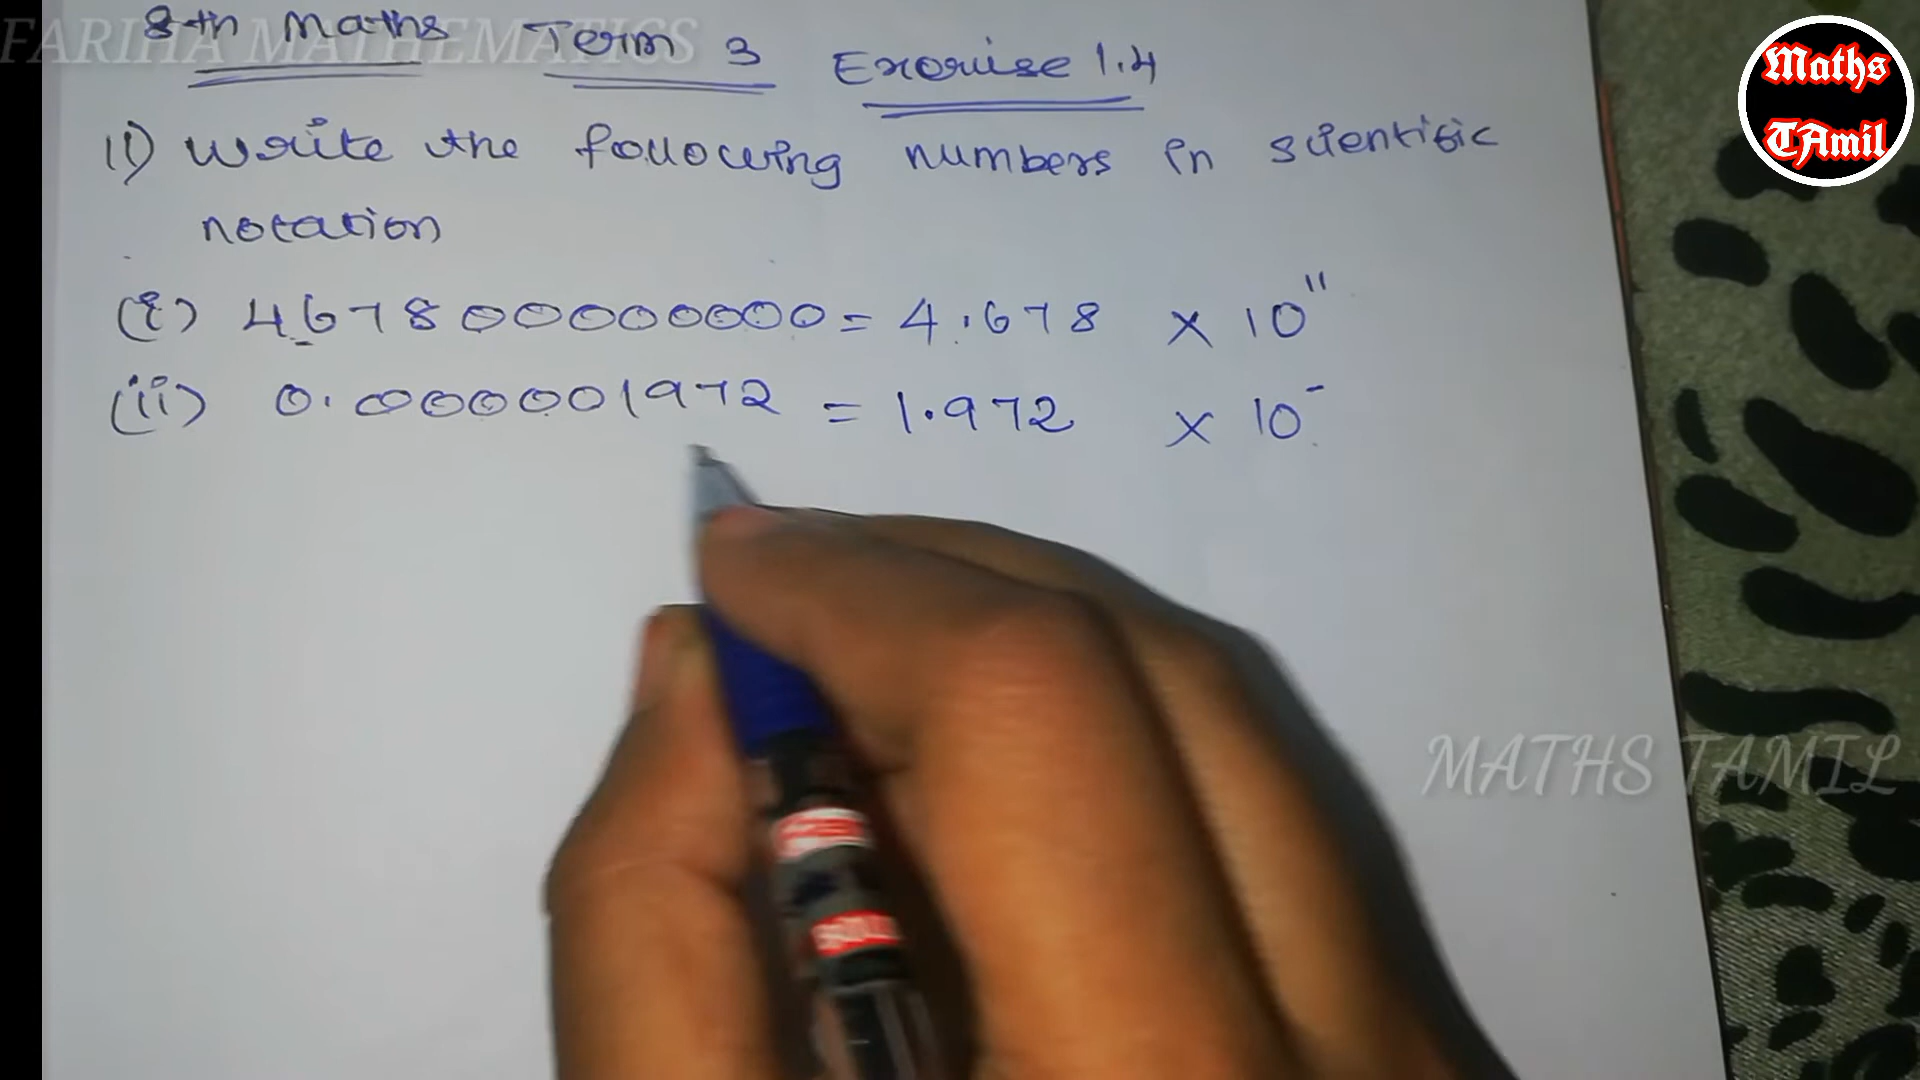 FARIHA MATHEMATICS
8th Maths Term 3 Exercise 1.4
Maths
TAmil
11) Write the following numbers in scientific
notation
(i) 467800000000 = 4.678 × 10¹¹
(ii) 0.000001972 = 1.972 × 10⁻
MATHS TAMIL